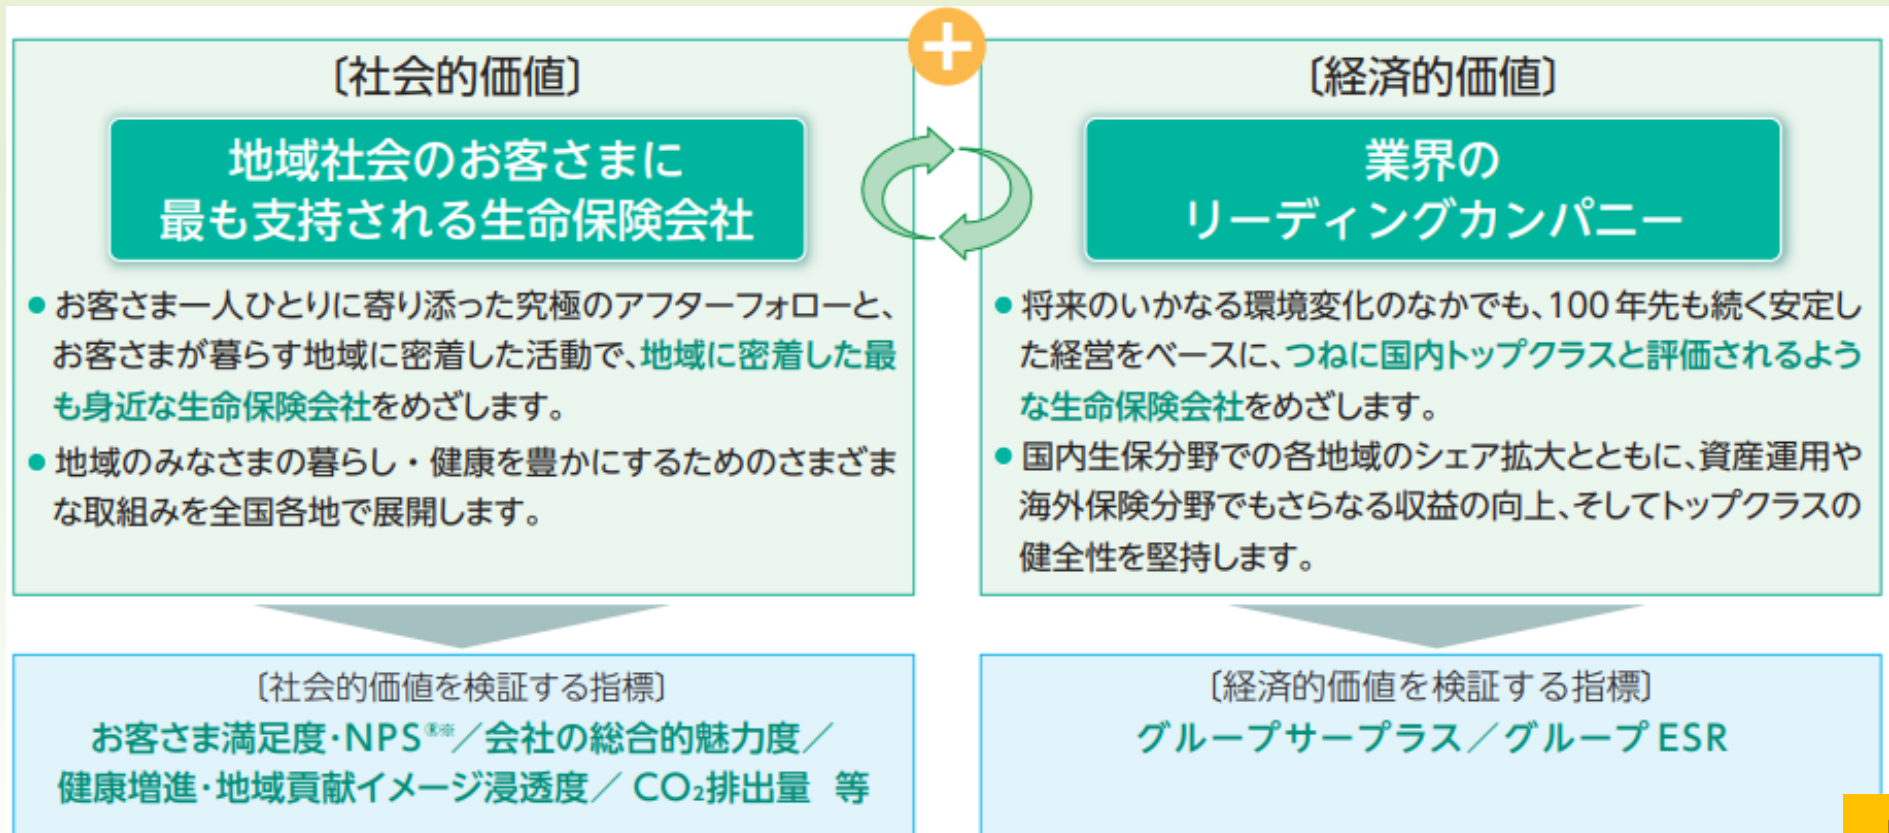 〔社会的価値〕
地域社会のお客さまに
最も支持される生命保険会社
● お客さま一人ひとりに寄り添った究極のアフターフォローと、
お客さまが暮らす地域に密着した活動で、地域に密着した最
も身近な生命保険会社をめざします。
● 地域のみなさまの暮らし・健康を豊かにするためのさまざま
な取組みを全国各地で展開します。
〔社会的価値を検証する指標〕
お客さま満足度・NPS®※／会社の総合的魅力度／
健康増進・地域貢献イメージ浸透度／CO₂排出量 等
〔経済的価値〕
業界の
リーディングカンパニー
● 将来のいかなる環境変化のなかでも、100年先も続く安定し
た経営をベースに、つねに国内トップクラスと評価されるよう
な生命保険会社をめざします。
● 国内生保分野での各地域のシェア拡大とともに、資産運用や
海外保険分野でもさらなる収益の向上、そしてトップクラスの
健全性を堅持します。
〔経済的価値を検証する指標〕
グループサープラス／グループESR